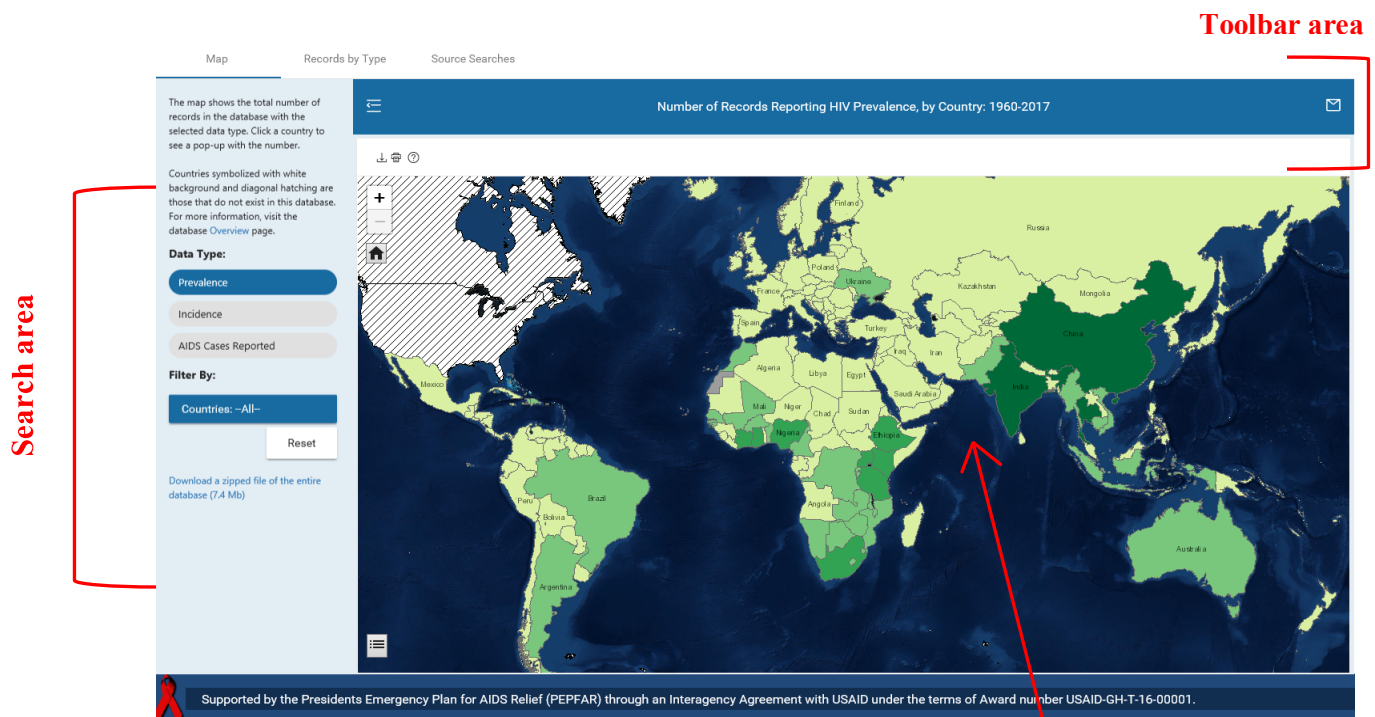 Toolbar area
Map
Records by Type
Source Searches
The map shows the total number of
records in the database with the
selected data type. Click a country to
see a pop-up with the number.
Countries symbolized with white
background and diagonal hatching are
those that do not exist in this database.
For more information, visit the
database Overview page.
Data Type:
Prevalence
Incidence
AIDS Cases Reported
Filter By:
Countries: --All--
Reset
Download a zipped file of the entire
database (7.4 Mb)
Search area
Number of Records Reporting HIV Prevalence, by Country: 1960-2017
+
Finland
Russia
Poland
Ukraine
France
Kazakhstan
Mongolia
Spain
Turkey
China
Iraq
Iran
Algeria
Libya
Egypt
Mexico
Saudi Arabia
India
Mali
Niger
Chad
Sudan
Nigeria
Ethiopia
Peru
Brazil
Angola
Bolivia
Australia
Argentina
Supported by the Presidents Emergency Plan for AIDS Relief (PEPFAR) through an Interagency Agreement with USAID under the terms of Award number USAID-GH-T-16-00001.